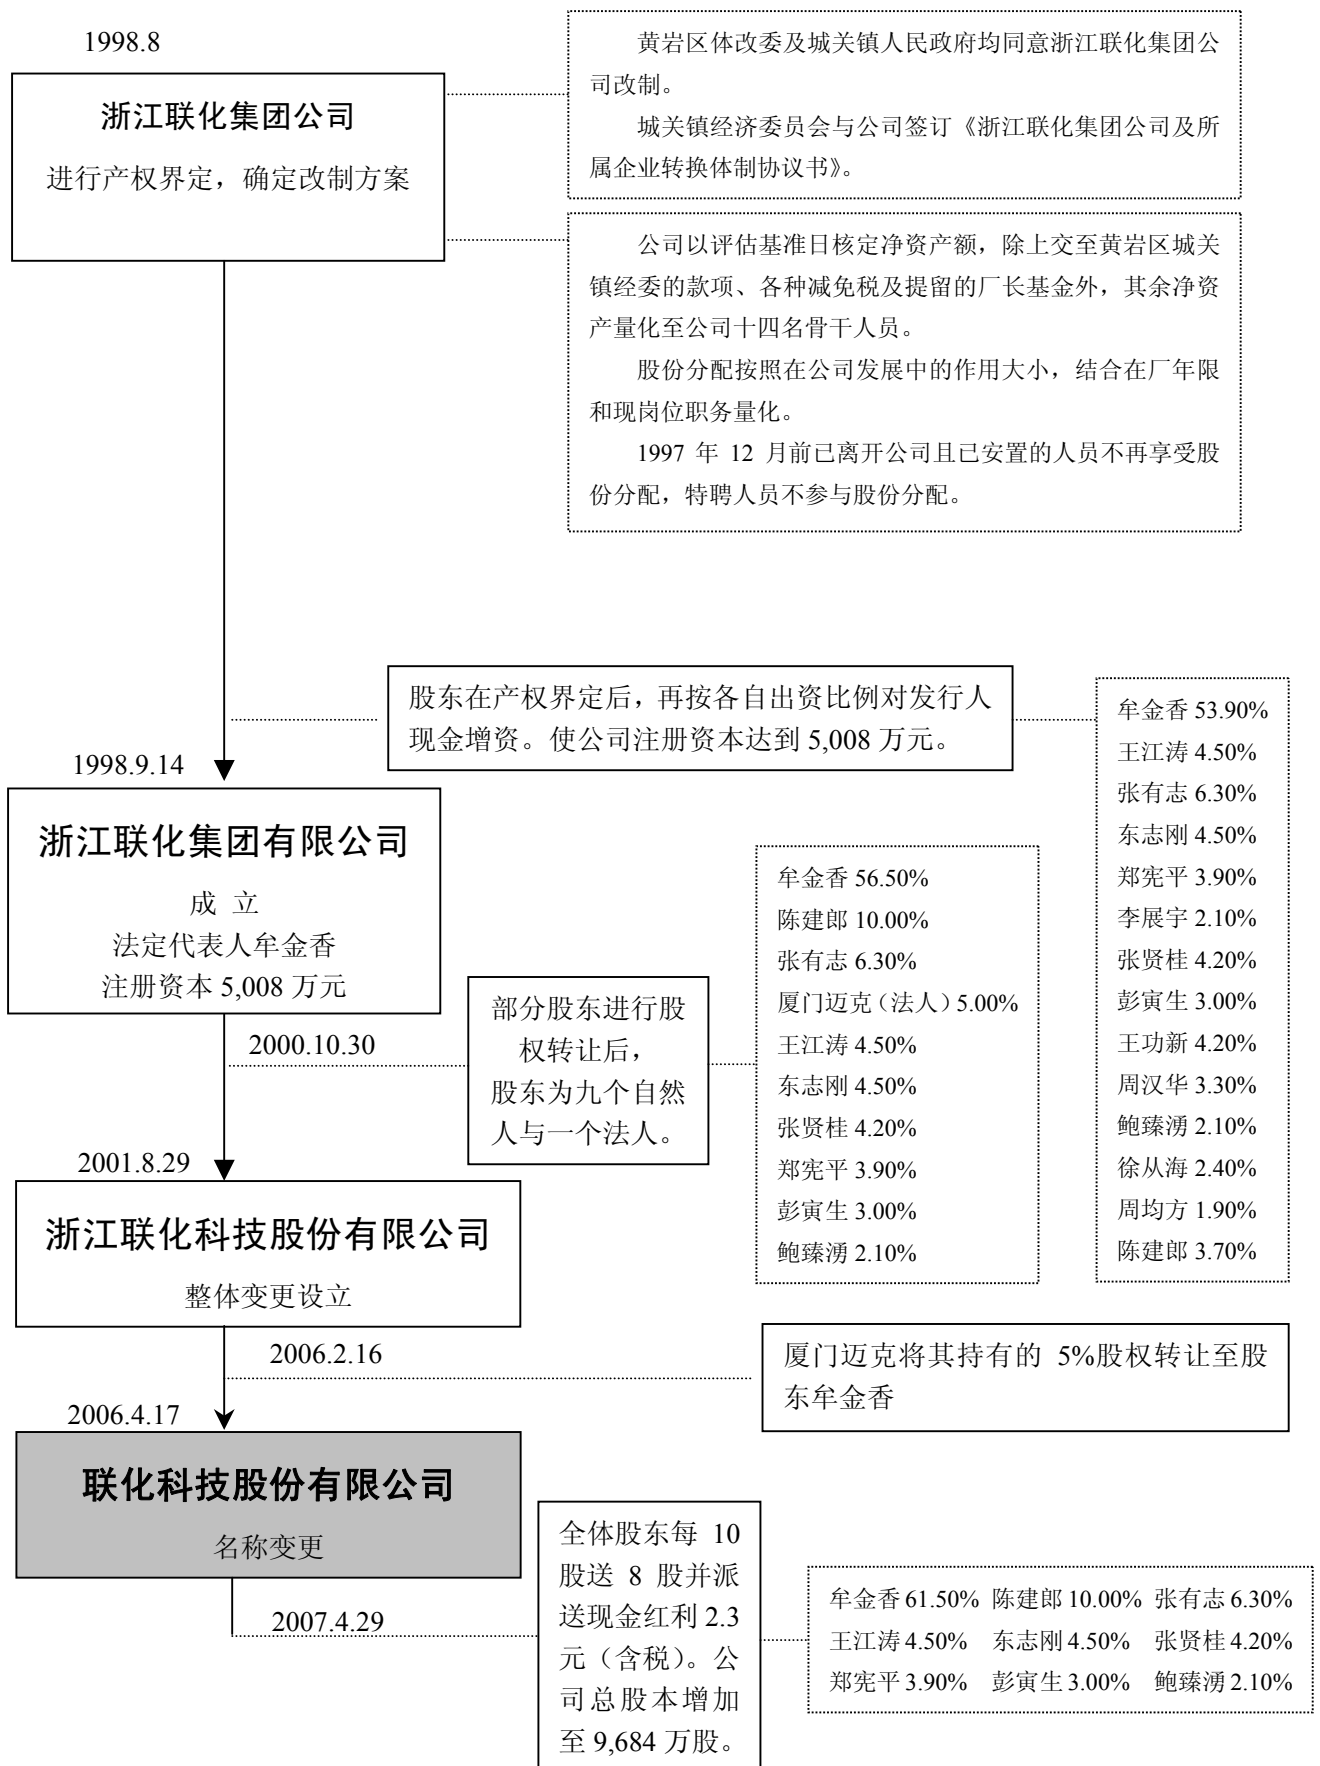 1998.8
浙江联化集团公司
进行产权界定，确定改制方案
黄岩区体改委及城关镇人民政府均同意浙江联化集团公
司改制。
城关镇经济委员会与公司签订《浙江联化集团公司及所
属企业转换体制协议书》。
公司以评估基准日核定净资产额，除上交至黄岩区城关
镇经委的款项、各种减免税及提留的厂长基金外，其余净资
产量化至公司十四名骨干人员。
股份分配按照在公司发展中的作用大小，结合在厂年限
和现岗位职务量化。
1997 年 12 月前已离开公司且已安置的人员不再享受股
份分配，特聘人员不参与股份分配。
股东在产权界定后，再按各自出资比例对发行人
现金增资。使公司注册资本达到 5,008 万元。
牟金香 53.90%
王江涛 4.50%
张有志 6.30%
东志刚 4.50%
郑宪平 3.90%
李展宇 2.10%
张贤桂 4.20%
彭寅生 3.00%
王功新 4.20%
周汉华 3.30%
鲍臻湧 2.10%
徐从海 2.40%
周均方 1.90%
陈建郎 3.70%
1998.9.14
浙江联化集团有限公司
成 立
法定代表人牟金香
注册资本 5,008 万元
2000.10.30
部分股东进行股
权转让后，
股东为九个自然
人与一个法人。
牟金香 56.50%
陈建郎 10.00%
张有志 6.30%
厦门迈克（法人）5.00%
王江涛 4.50%
东志刚 4.50%
张贤桂 4.20%
郑宪平 3.90%
彭寅生 3.00%
鲍臻湧 2.10%
2001.8.29
浙江联化科技股份有限公司
整体变更设立
2006.2.16
厦门迈克将其持有的 5%股权转让至股
东牟金香
2006.4.17
联化科技股份有限公司
名称变更
2007.4.29
全体股东每 10
股送 8 股并派
送现金红利 2.3
元（含税）。公
司总股本增加
至 9,684 万股。
牟金香 61.50% 陈建郎 10.00% 张有志 6.30%
王江涛 4.50% 东志刚 4.50% 张贤桂 4.20%
郑宪平 3.90% 彭寅生 3.00% 鲍臻湧 2.10%